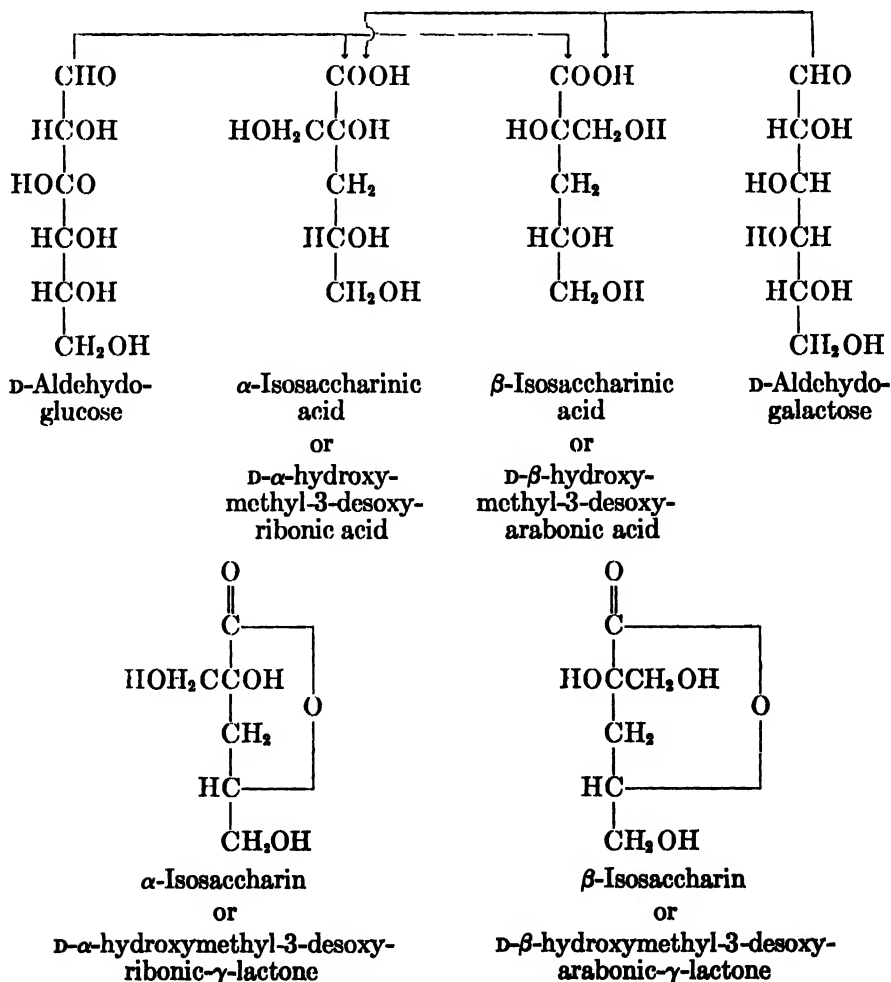 CHO
HCOH
HOCO
HCOH
HCOH
CH₂OH
D-Aldehydo-
glucose
COOH
HOH₂CCOH
CH₂
HCOH
CH₂OH
α-Isosaccharinic
acid
or
D-α-hydroxy-
methyl-3-desoxy-
ribonic acid
COOH
HOCCH₂OH
CH₂
HCOH
CH₂OH
β-Isosaccharinic
acid
or
D-β-hydroxy-
methyl-3-desoxy-
arabonic acid
CHO
HCOH
HOCH
HOCH
HCOH
CH₂OH
D-Aldehydo-
galactose
O
C
HOH₂CCOH
O
CH₂
HC
CH₂OH
α-Isosaccharin
or
D-α-hydroxymethyl-3-desoxy-
ribonic-γ-lactone
O
C
HOCCH₂OH
O
CH₂
HC
CH₂OH
β-Isosaccharin
or
D-β-hydroxymethyl-3-desoxy-
arabonic-γ-lactone